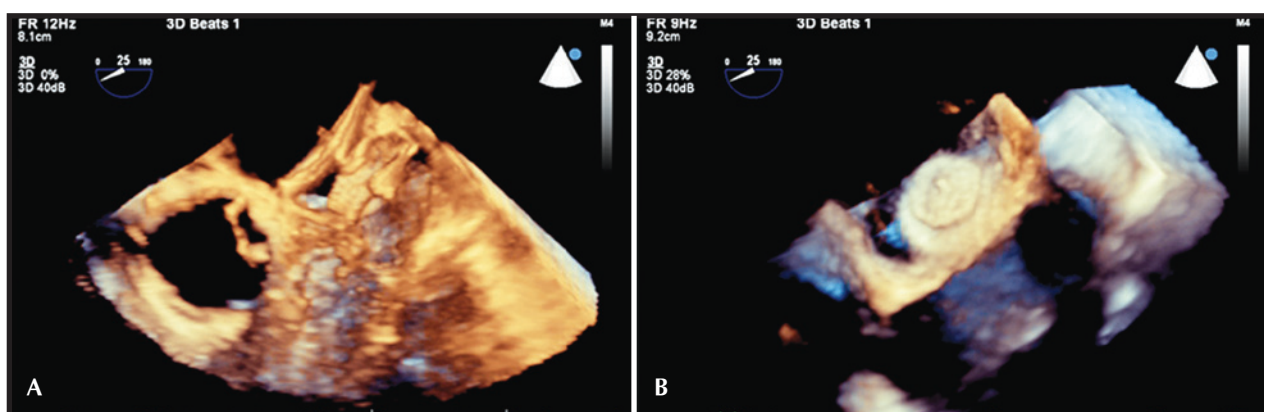 FR 12Hz
8.1cm
3D Beats 1
M4
3D
3D 0%
3D 40dB
0 25 180
A
FR 9Hz
9.2cm
3D Beats 1
M4
3D
3D 28%
3D 40dB
0 25 180
B